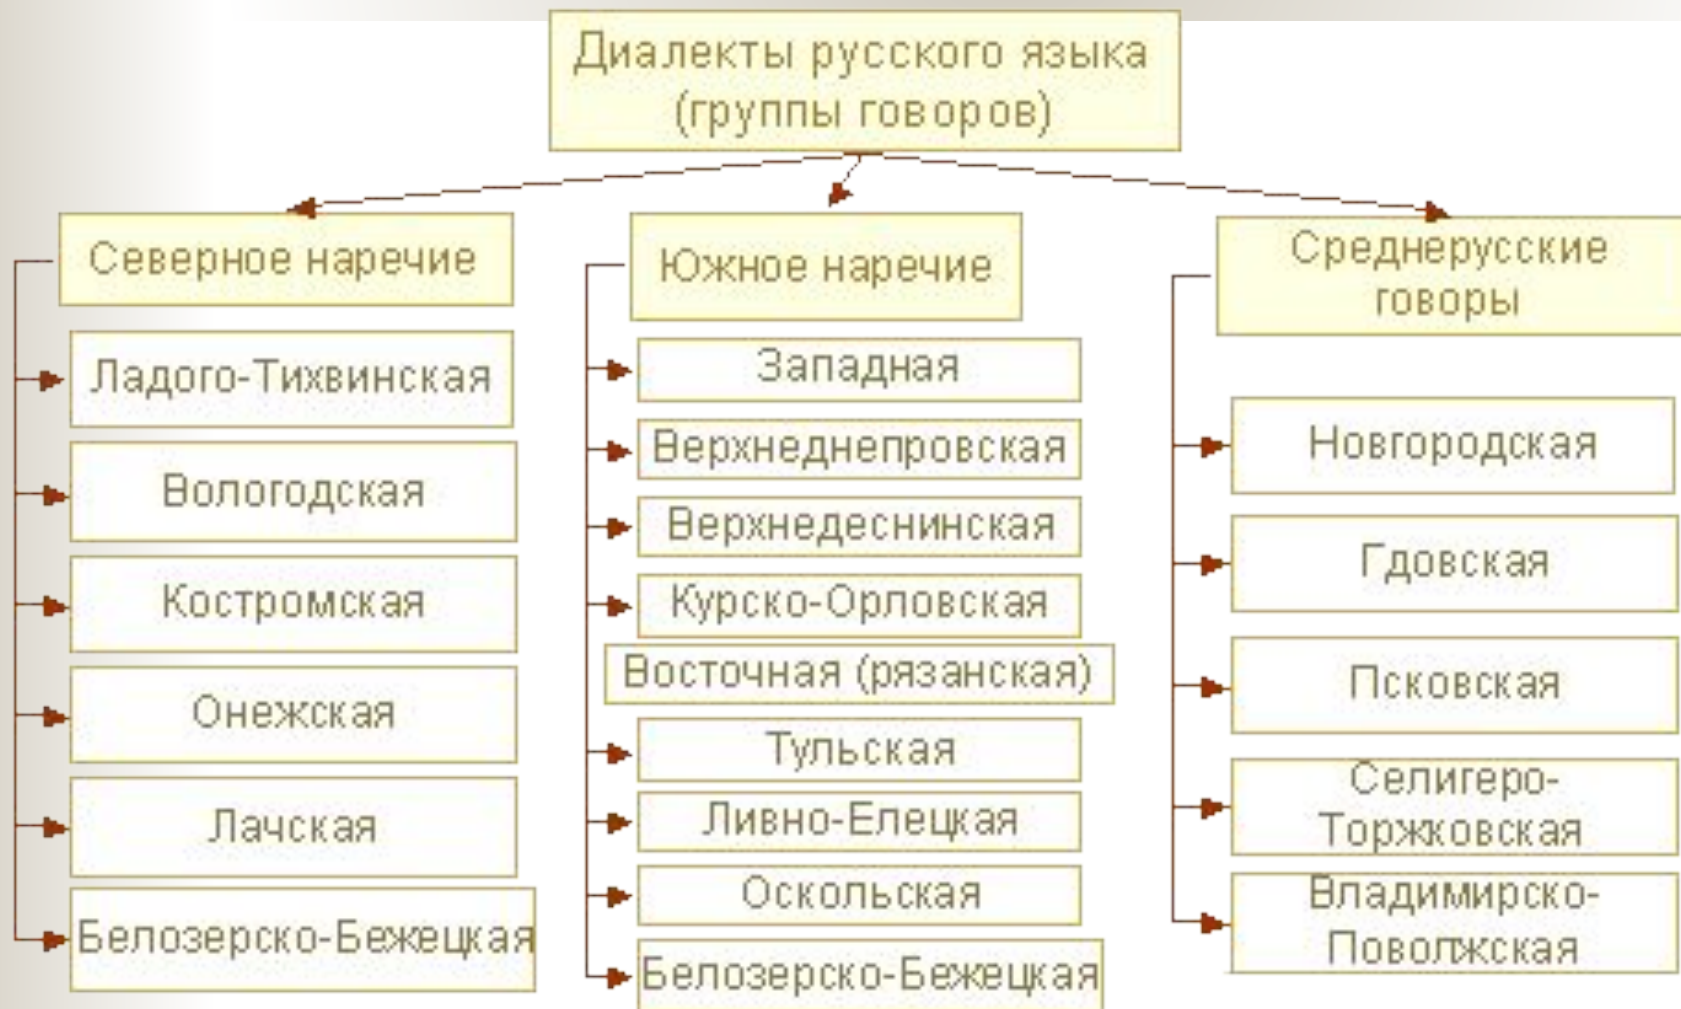 Диалекты русского языка
(группы говоров)
Северное наречие
Ладого-Тихвинская
Вологодская
Костромская
Онежская
Лачская
Белозерско-Бежецкая
Южное наречие
Западная
Верхнеднепровская
Верхнедеснинская
Курско-Орловская
Восточная (рязанская)
Тульская
Ливно-Елецкая
Оскольская
Белозерско-Бежецкая
Среднерусские
говоры
Новгородская
Гдовская
Псковская
Селигеро-
Торжковская
Владимирско-
Поволжская